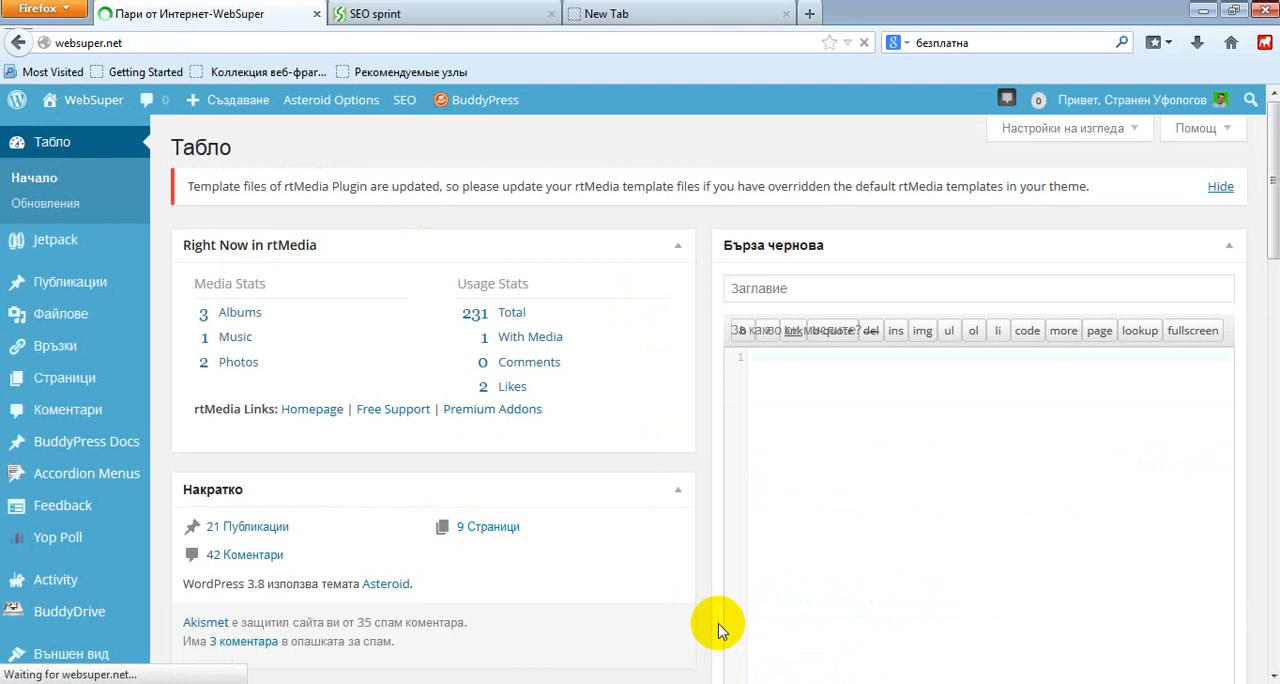 Firefox
Пари от Интернет-WebSuper
SEO sprint
New Tab
websuper.net
безплатна
Most Visited
Getting Started
Коллекция веб-фраг...
Рекомендуемые узлы
WebSuper
0
Създаване
Asteroid Options
SEO
BuddyPress
0
Привет, Странен Уфологов
Табло
Начало
Обновления
Jetpack
Публикации
Файлове
Връзки
Страници
Коментари
BuddyPress Docs
Accordion Menus
Feedback
Yop Poll
Activity
BuddyDrive
Външен вид
Настройки на изгледа
Помощ
Табло
Template files of rtMedia Plugin are updated, so please update your rtMedia template files if you have overridden the default rtMedia templates in your theme.
Hide
Right Now in rtMedia
Media Stats
3 Albums
1 Music
2 Photos
Usage Stats
231 Total
1 With Media
0 Comments
2 Likes
rtMedia Links: Homepage | Free Support | Premium Addons
Накратко
21 Публикации
9 Страници
42 Коментари
WordPress 3.8 използва темата Asteroid.
Akismet е защитил сайта ви от 35 спам коментара.
Има 3 коментара в опашката за спам.
Бърза чернова
Заглавие
b link b-quote del ins img ul ol li code more page lookup fullscreen
1
Waiting for websuper.net...